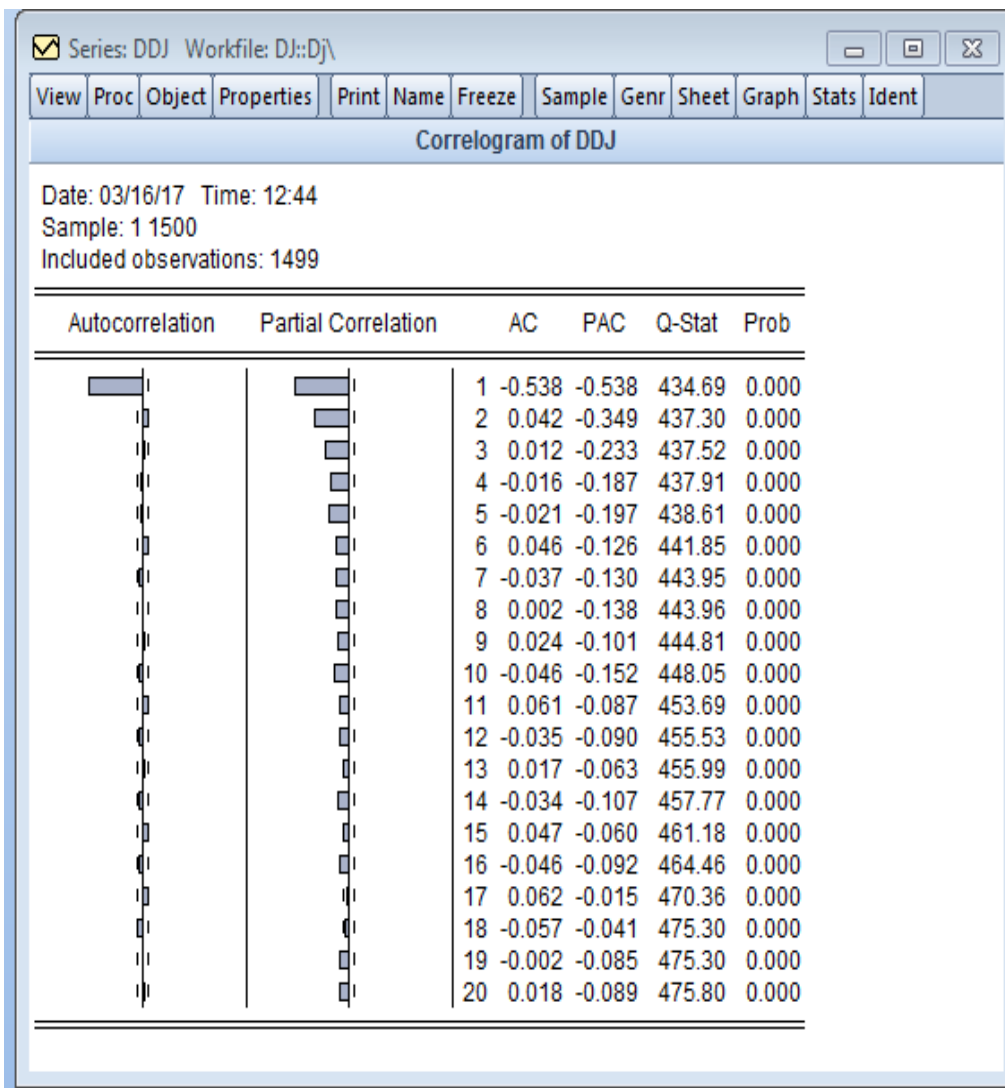 Series: DDJ Workfile: DJ::Dj\
View Proc Object Properties Print Name Freeze Sample Genr Sheet Graph Stats Ident
Correlogram of DDJ
Date: 03/16/17 Time: 12:44
Sample: 1 1500
Included observations: 1499
Autocorrelation Partial Correlation AC PAC Q-Stat Prob
1 -0.538 -0.538 434.69 0.000
2 0.042 -0.349 437.30 0.000
3 0.012 -0.233 437.52 0.000
4 -0.016 -0.187 437.91 0.000
5 -0.021 -0.197 438.61 0.000
6 0.046 -0.126 441.85 0.000
7 -0.037 -0.130 443.95 0.000
8 0.002 -0.138 443.96 0.000
9 0.024 -0.101 444.81 0.000
10 -0.046 -0.152 448.05 0.000
11 0.061 -0.087 453.69 0.000
12 -0.035 -0.090 455.53 0.000
13 0.017 -0.063 455.99 0.000
14 -0.034 -0.107 457.77 0.000
15 0.047 -0.060 461.18 0.000
16 -0.046 -0.092 464.46 0.000
17 0.062 -0.015 470.36 0.000
18 -0.057 -0.041 475.30 0.000
19 -0.002 -0.085 475.30 0.000
20 0.018 -0.089 475.80 0.000